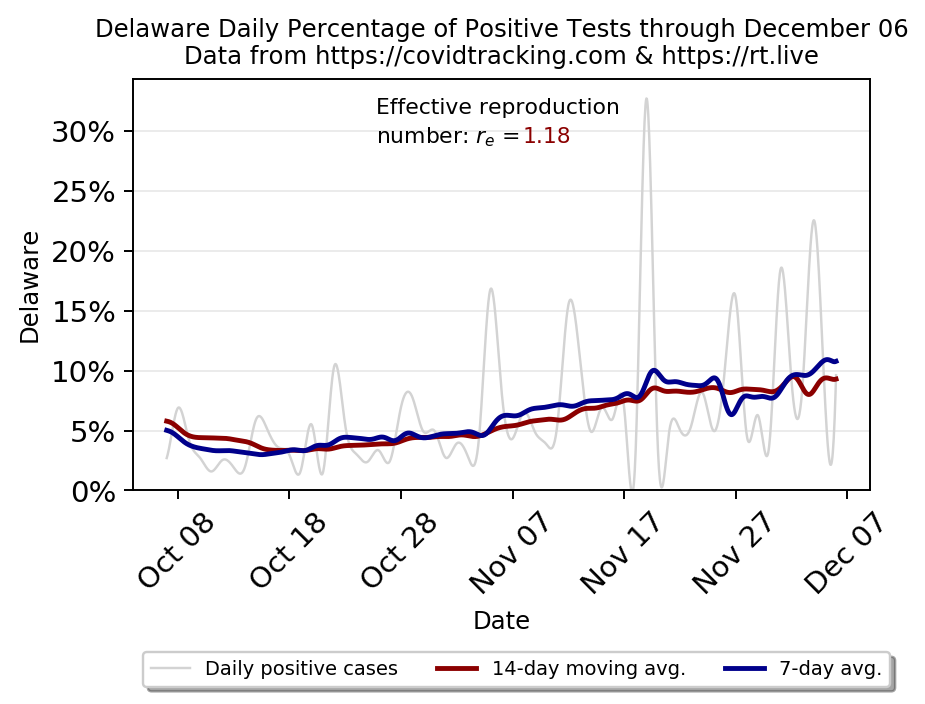 Delaware Daily Percentage of Positive Tests through December 06
Data from https://covidtracking.com & https://rt.live
Effective reproduction
number: rₑ =1.18
30%
25%
20%
15%
10%
5%
0%
Delaware
Oct 08
Oct 18
Oct 28
Nov 07
Nov 17
Nov 27
Dec 07
Date
Daily positive cases
14-day moving avg.
7-day avg.